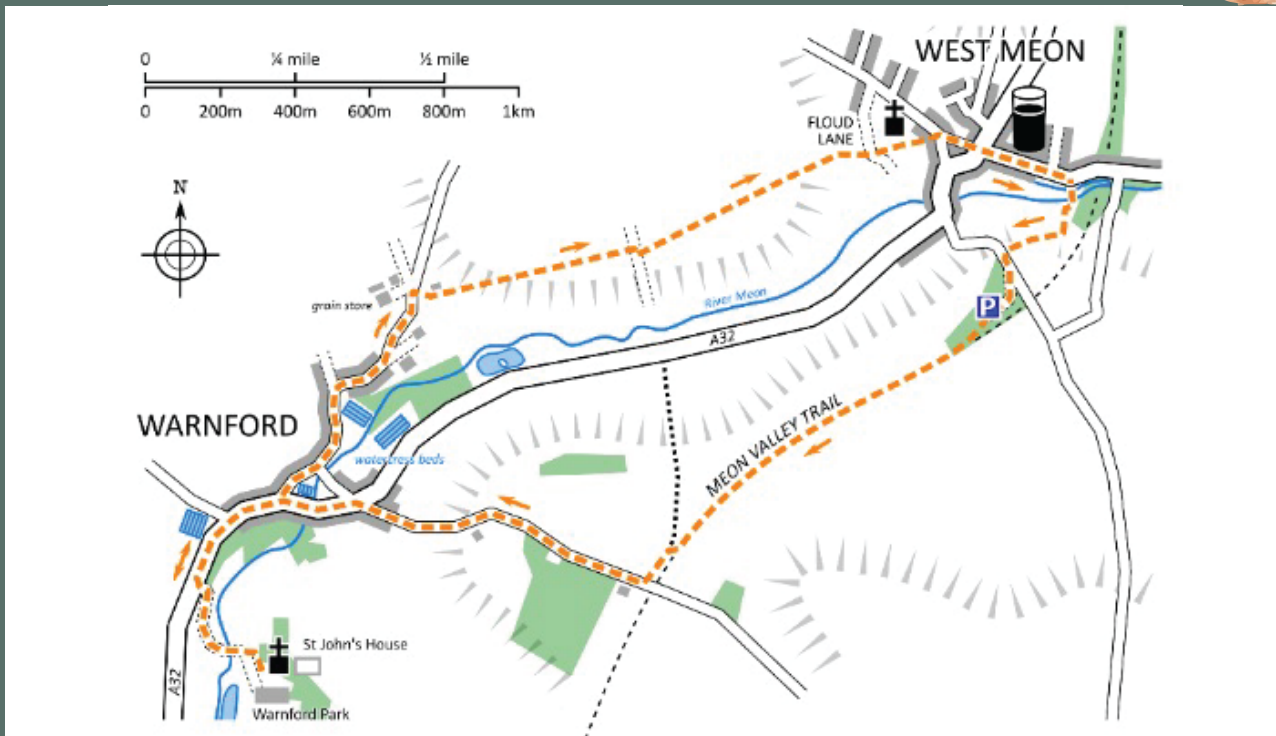 0 ¼ mile ½ mile
0 200m 400m 600m 800m 1km
N
WEST MEON
FLOUD
LANE
grain store
River Meon
A32
P
WARNFORD
MEON VALLEY TRAIL
watercress beds
St John's House
A32
Warnford Park